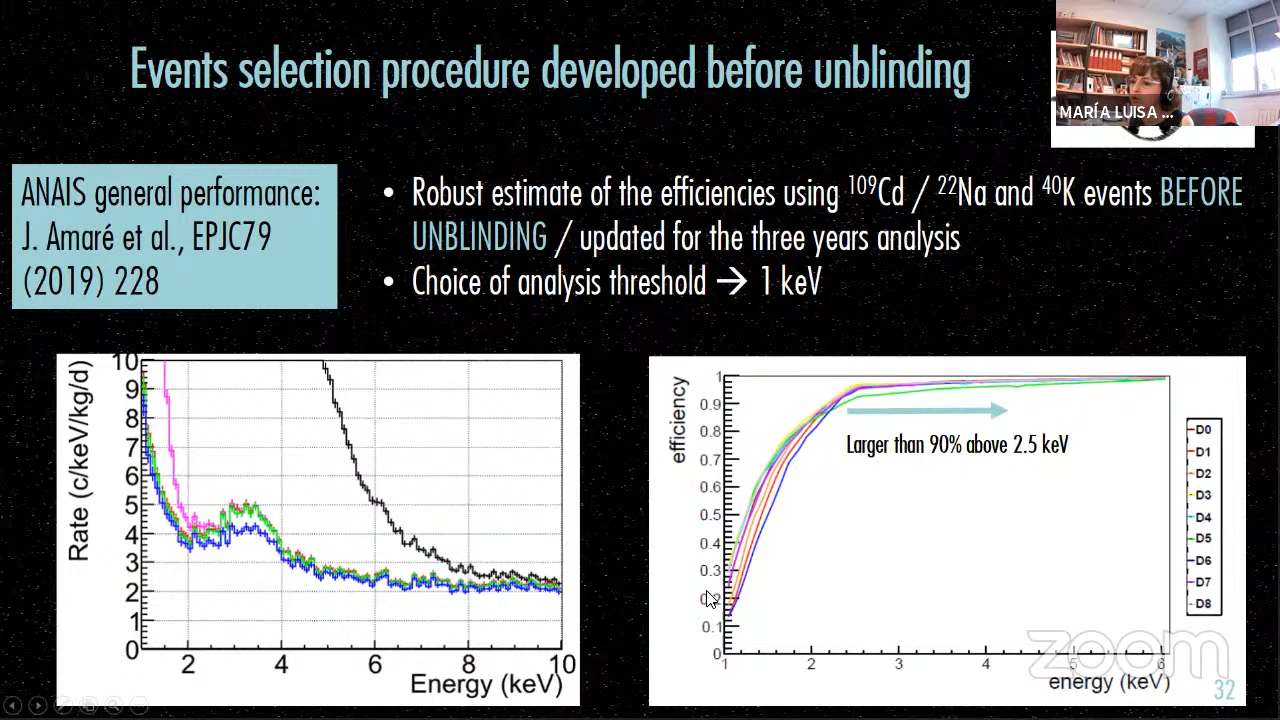 Events selection procedure developed before unblinding
MARÍA LUISA ...
ANAIS general performance:
J. Amaré et al., EPJC79
(2019) 228
• Robust estimate of the efficiencies using ¹⁰⁹Cd / ²²Na and ⁴⁰K events BEFORE
UNBLINDING / updated for the three years analysis
• Choice of analysis threshold → 1 keV
Rate (c/keV/kg/d)
10
9
8
7
6
5
4
3
2
1
0
2 4 6 8 10
Energy (keV)
efficiency
1
0.9
0.8
0.7
0.6
0.5
0.4
0.3
0.2
0.1
0
1 2 3 4 5 6
energy (keV)
Larger than 90% above 2.5 keV
D0
D1
D2
D3
D4
D5
D6
D7
D8
zoom
32